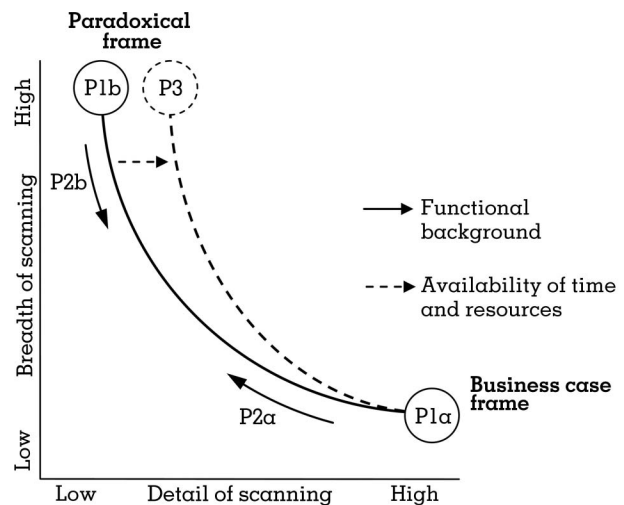 Paradoxical
frame
P1b
P3
High
P2b
Breadth of scanning
Functional
background
Availability of time
and resources
Business case
frame
P1a
P2a
Low
Low
Detail of scanning
High